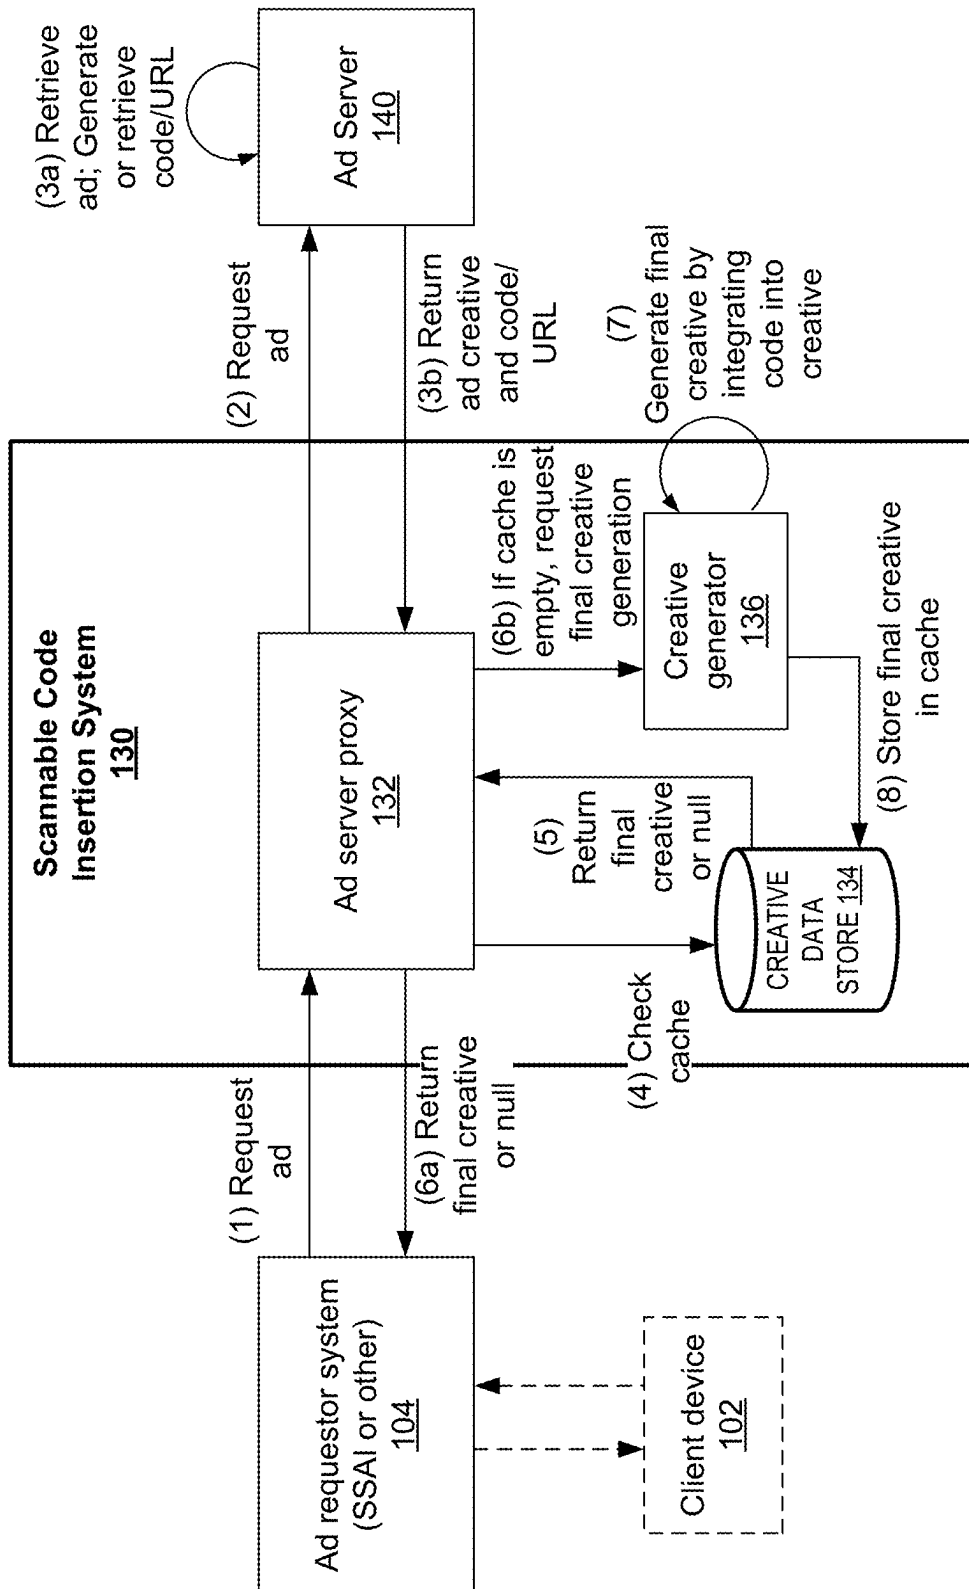 Scannable Code
Insertion System
130
(1) Request
ad
(2) Request
ad
(3a) Retrieve
ad; Generate
or retrieve
code/URL
Ad requestor system
(SSAI or other)
104
Ad server proxy
132
Ad Server
140
(6a) Return
final creative
or null
(3b) Return
ad creative
and code/
URL
(6b) If cache is
empty, request
final creative
generation
(5)
Return
final
creative
or null
(4) Check
cache
(7)
Generate final
creative by
integrating
code into
creative
Client device
102
CREATIVE
DATA
STORE 134
Creative
generator
136
(8) Store final creative
in cache